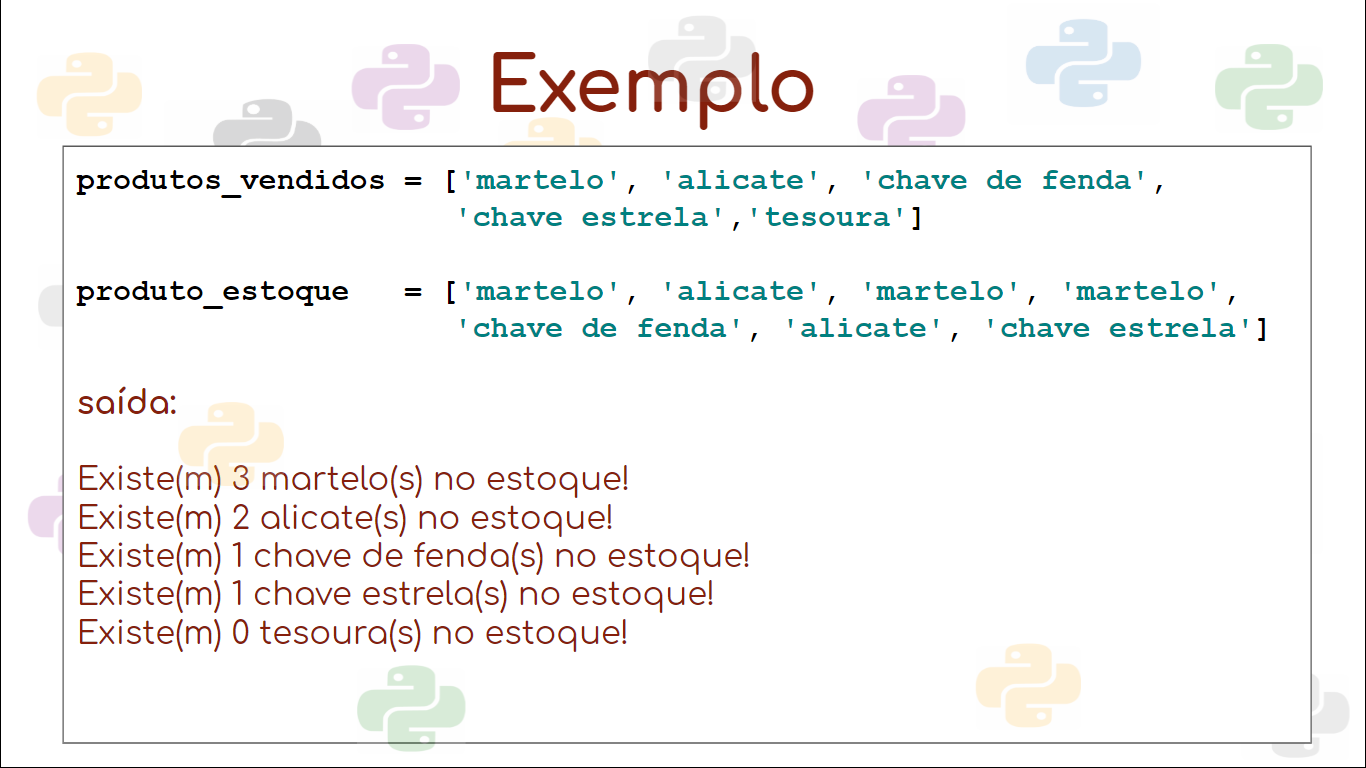 Exemplo
produtos_vendidos = ['martelo', 'alicate', 'chave de fenda',
'chave estrela','tesoura']
produto_estoque   = ['martelo', 'alicate', 'martelo', 'martelo',
'chave de fenda', 'alicate', 'chave estrela']
saída:
Existe(m) 3 martelo(s) no estoque!
Existe(m) 2 alicate(s) no estoque!
Existe(m) 1 chave de fenda(s) no estoque!
Existe(m) 1 chave estrela(s) no estoque!
Existe(m) 0 tesoura(s) no estoque!